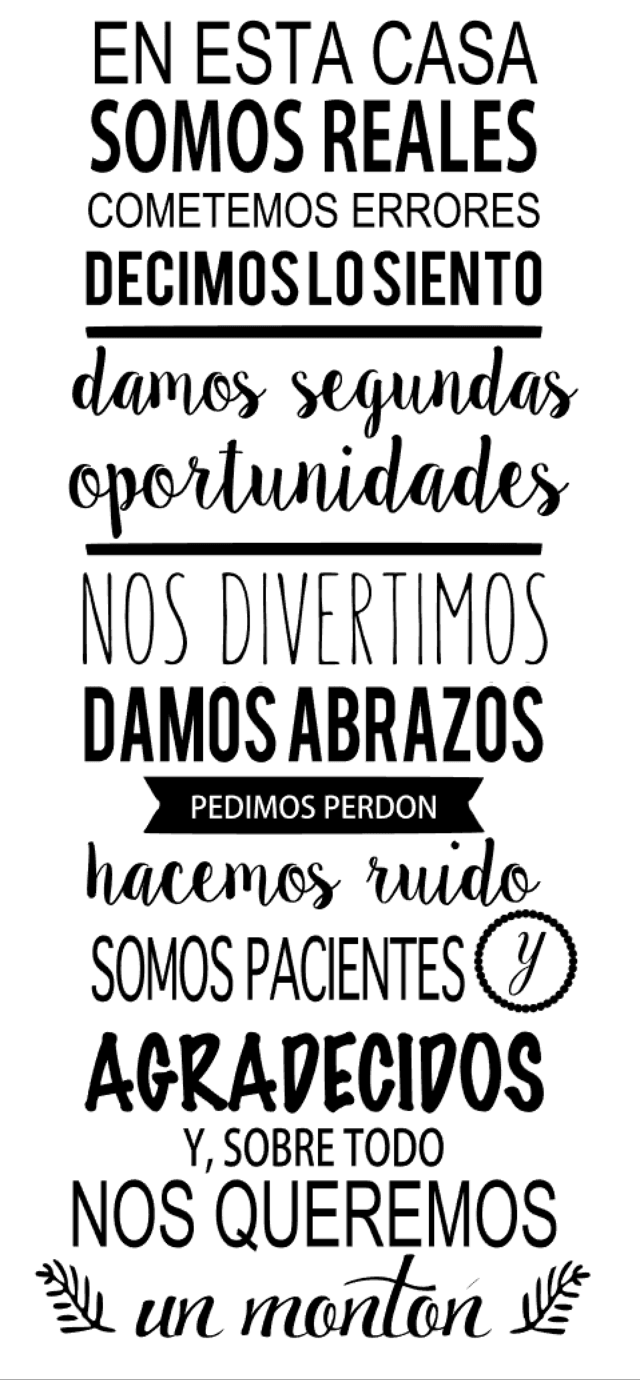 EN ESTA CASA
SOMOS REALES
COMETEMOS ERRORES
DECIMOS LO SIENTO
damos segundas
oportunidades
NOS DIVERTIMOS
DAMOS ABRAZOS
PEDIMOS PERDON
hacemos ruido
SOMOS PACIENTES y
AGRADECIDOS
Y, SOBRE TODO
NOS QUEREMOS
un montón